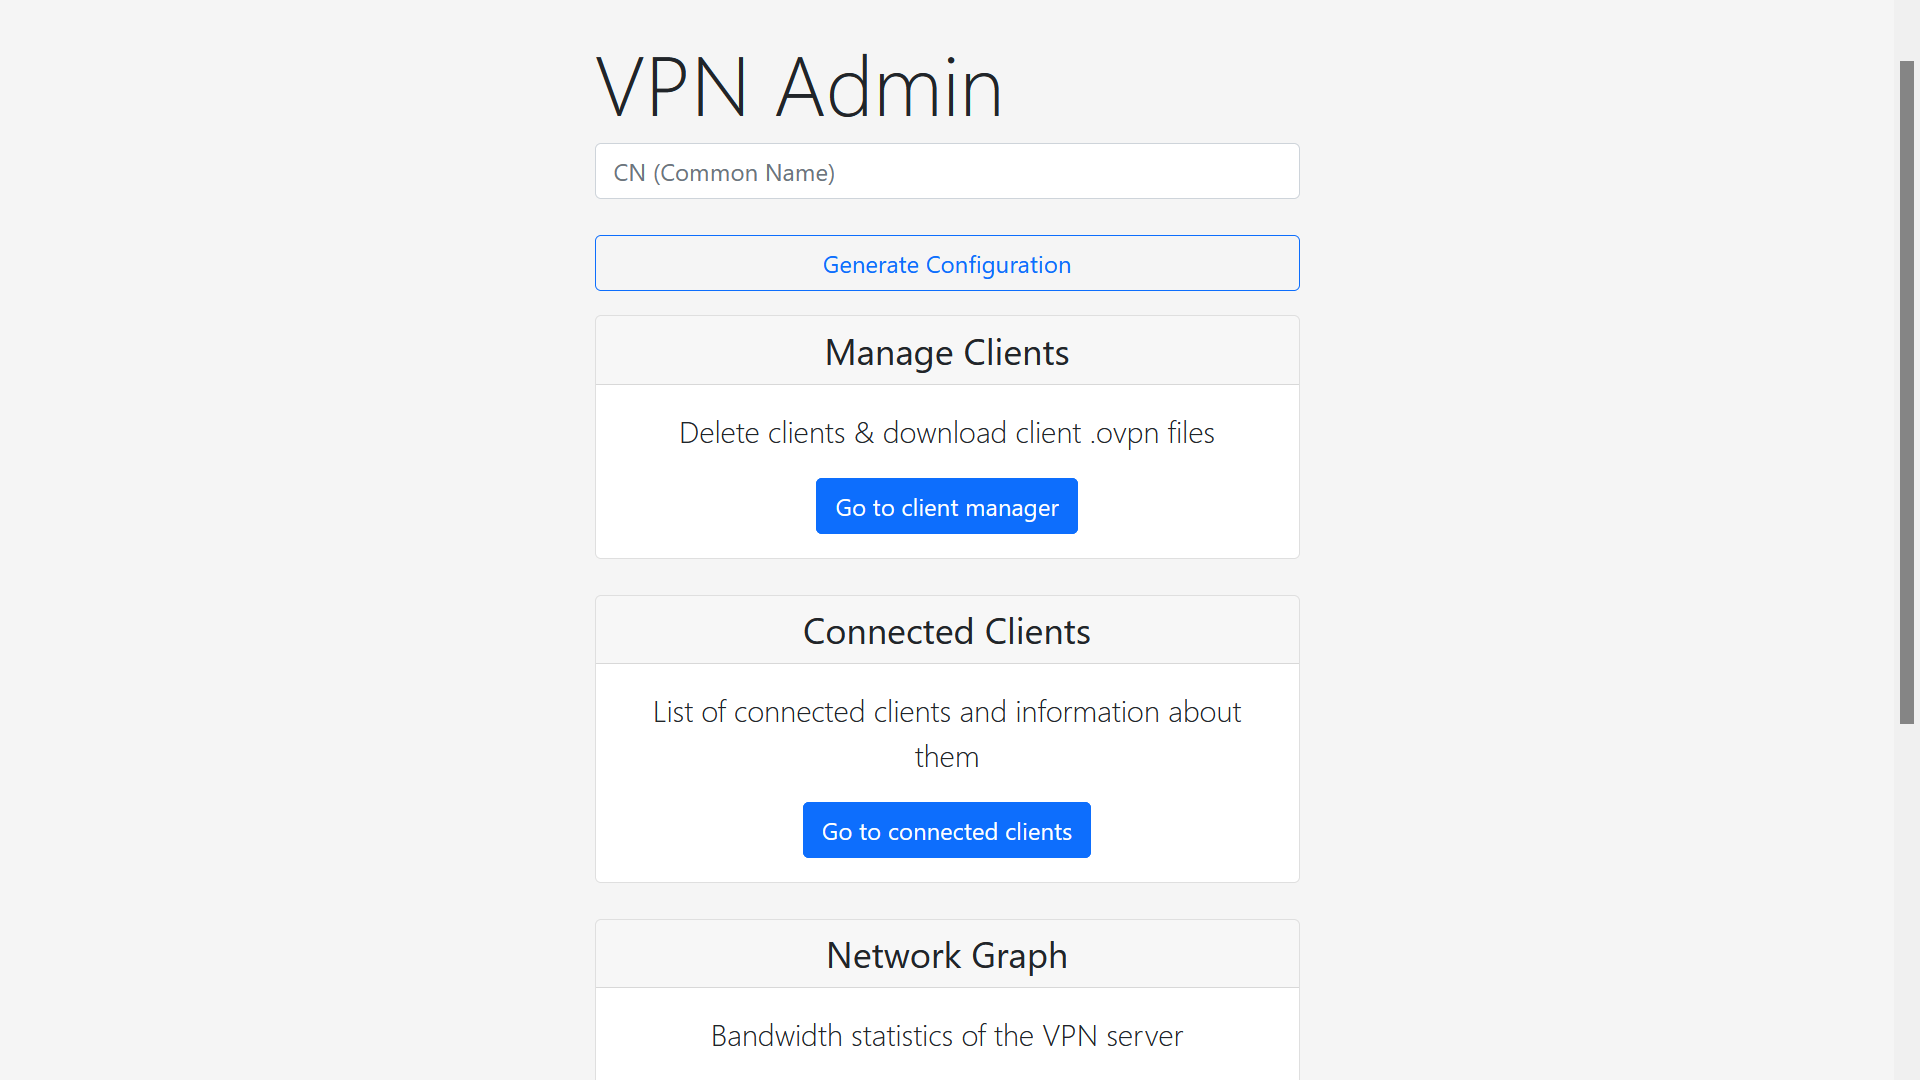 VPN Admin
CN (Common Name)
Generate Configuration
Manage Clients
Delete clients & download client .ovpn files
Go to client manager
Connected Clients
List of connected clients and information about
them
Go to connected clients
Network Graph
Bandwidth statistics of the VPN server